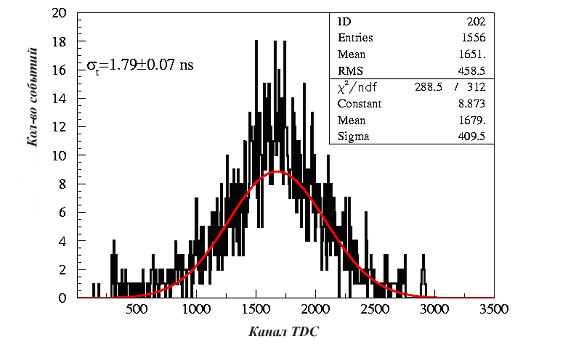 20
18
16
14
12
10
8
6
4
2
0
Кол-во событий
σt=1.79±0.07 ns
ID 202
Entries 1556
Mean 1651.
RMS 458.5
χ²/ndf 288.5 / 312
Constant 8.873
Mean 1679.
Sigma 409.5
500 1000 1500 2000 2500 3000 3500
Канал TDC